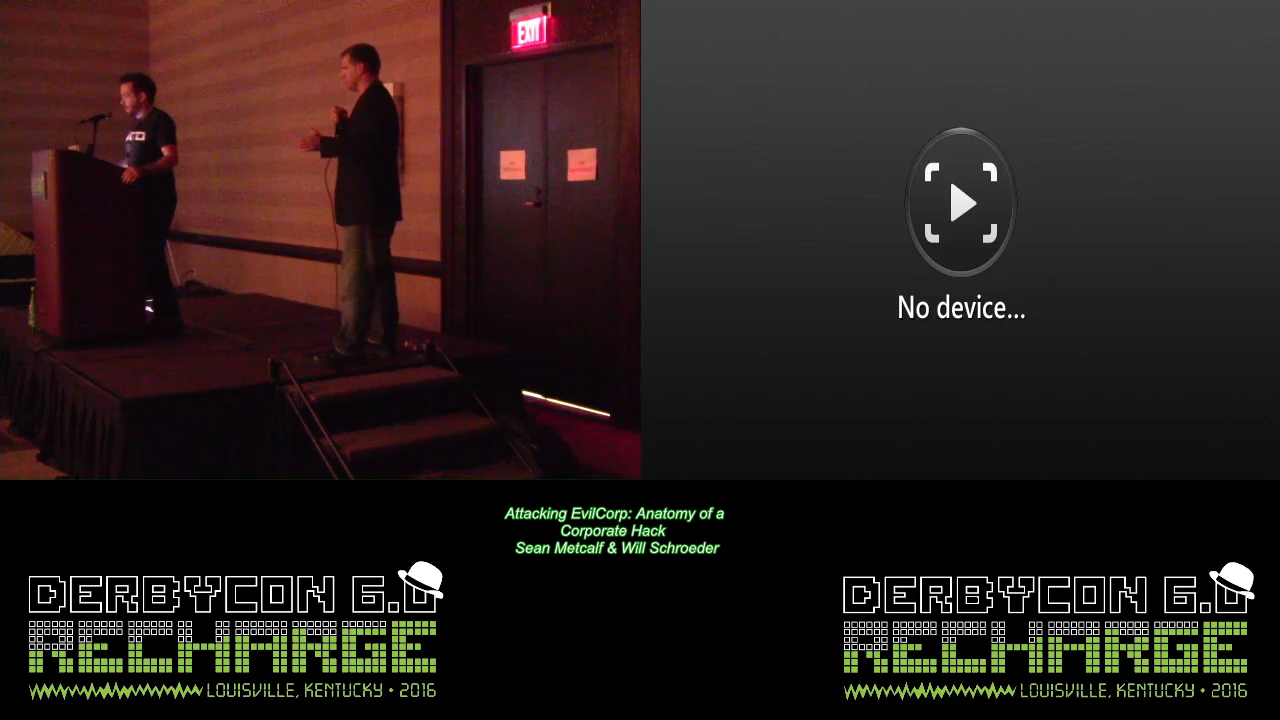 EXIT
No device...
Attacking EvilCorp: Anatomy of a
Corporate Hack
Sean Metcalf & Will Schroeder
DERBYCON 6.0
RECHARGE
LOUISVILLE, KENTUCKY • 2016
DERBYCON 6.0
RECHARGE
LOUISVILLE, KENTUCKY • 2016